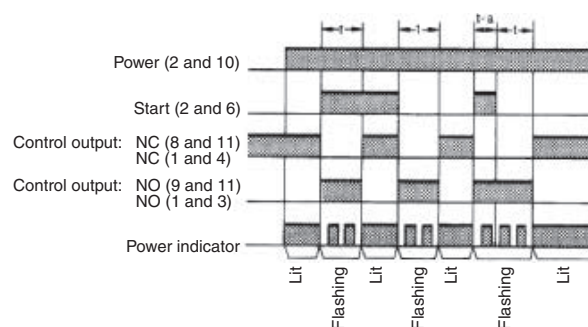 t t t-a t
Power (2 and 10)
Start (2 and 6)
Control output: NC (8 and 11)
NC (1 and 4)
Control output: NO (9 and 11)
NO (1 and 3)
Power indicator
Lit Flashing Lit Flashing Lit Flashing Lit